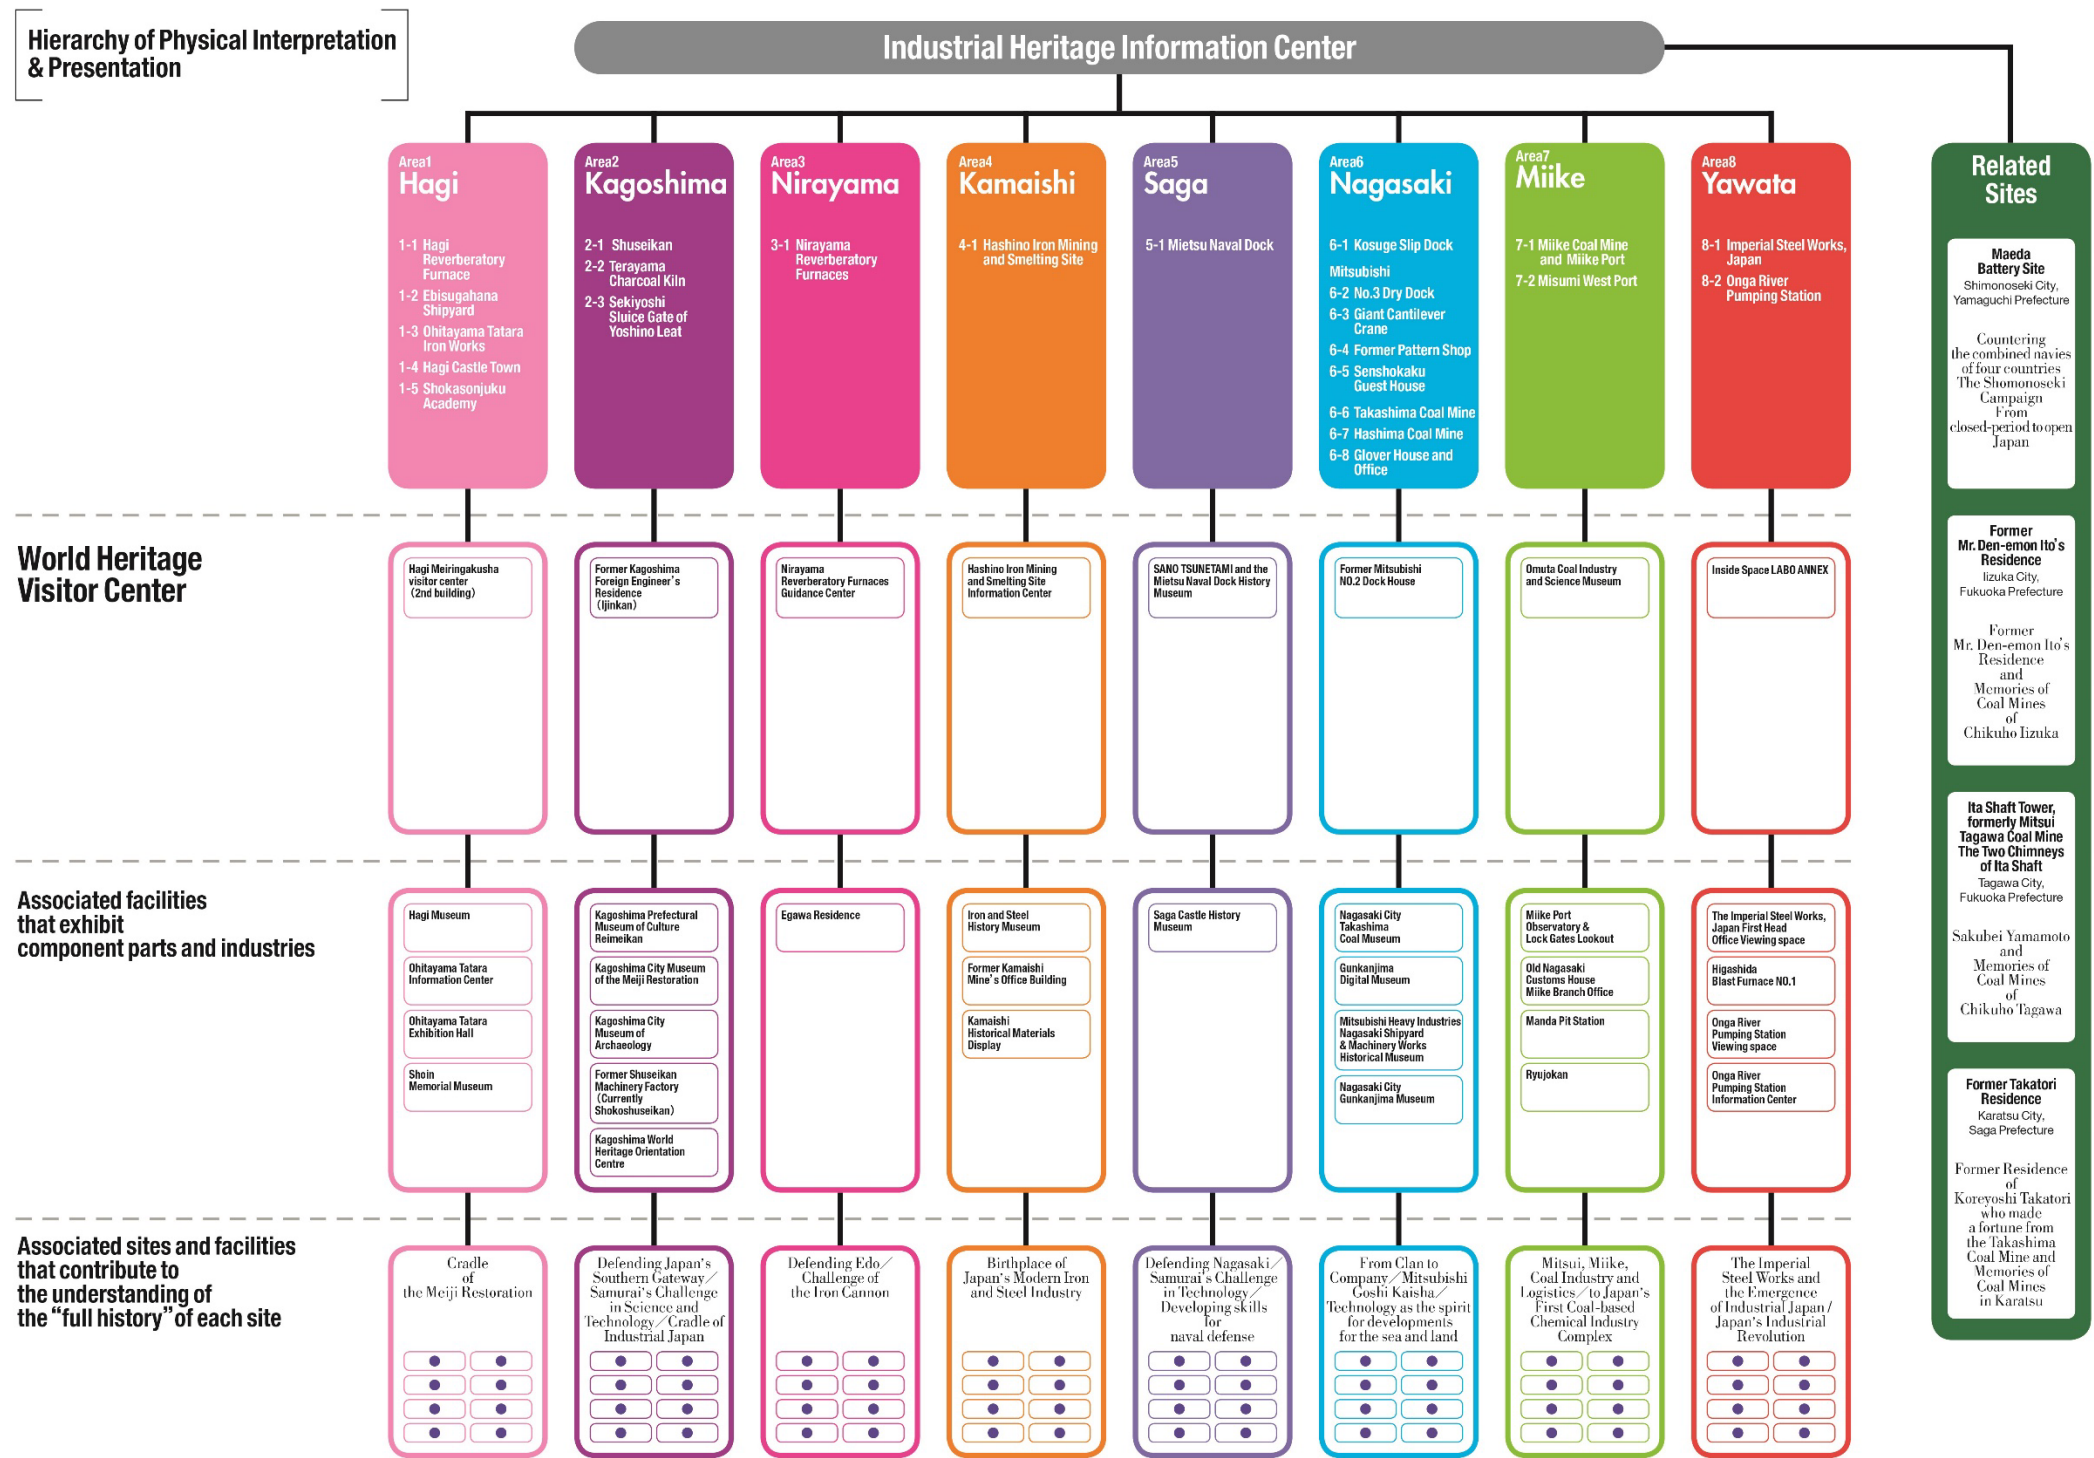 Hierarchy of Physical Interpretation
& Presentation
Industrial Heritage Information Center
Area1
Hagi
1-1 Hagi
Reverberatory
Furnace
1-2 Ebisugahana
Shipyard
1-3 Ohitayama Tatara
Iron Works
1-4 Hagi Castle Town
1-5 Shokasonjuku
Academy
Area2
Kagoshima
2-1 Shuseikan
2-2 Terayama
Charcoal Kiln
2-3 Sekiyoshi
Sluice Gate of
Yoshino Leat
Area3
Nirayama
3-1 Nirayama
Reverberatory
Furnaces
Area4
Kamaishi
4-1 Hashino Iron Mining
and Smelting Site
Area5
Saga
5-1 Mietsu Naval Dock
Area6
Nagasaki
6-1 Kosuge Slip Dock
Mitsubishi
6-2 No.3 Dry Dock
6-3 Giant Cantilever
Crane
6-4 Former Pattern Shop
6-5 Senshokaku
Guest House
6-6 Takashima Coal Mine
6-7 Hashima Coal Mine
6-8 Glover House and
Office
Area7
Miike
7-1 Miike Coal Mine
and Miike Port
7-2 Misumi West Port
Area8
Yawata
8-1 Imperial Steel Works,
Japan
8-2 Onga River
Pumping Station
Related
Sites
Maeda
Battery Site
Shimonoseki City,
Yamaguchi Prefecture
Countering
the combined navies
of four countries
The Shomonoseki
Campaign
From
closed-period to open
Japan
Former
Mr. Den-emon Ito's
Residence
Iizuka City,
Fukuoka Prefecture
Former
Mr. Den-emon Ito's
Residence
and
Memories of
Coal Mines
of
Chikuho Iizuka
Ita Shaft Tower,
formerly Mitsui
Tagawa Coal Mine
The Two Chimneys
of Ita Shaft
Tagawa City,
Fukuoka Prefecture
Sakubei Yamamoto
and
Memories of
Coal Mines
of
Chikuho Tagawa
Former Takatori
Residence
Karatsu City,
Saga Prefecture
Former Residence
of
Koreyoshi Takatori
who made
a fortune from
the Takashima
Coal Mine and
Memories of
Coal Mines
in Karatsu
World Heritage
Visitor Center
Hagi Meiringakusha
visitor center
(2nd building)
Former Kagoshima
Foreign Engineer's
Residence
(Ijinkan)
Nirayama
Reverberatory Furnaces
Guidance Center
Hashino Iron Mining
and Smelting Site
Information Center
SANO TSUNETAMI and the
Mietsu Naval Dock History
Museum
Former Mitsubishi
NO.2 Dock House
Omuta Coal Industry
and Science Museum
Inside Space LABO ANNEX
Associated facilities
that exhibit
component parts and industries
Hagi Museum
Ohitayama Tatara
Information Center
Ohitayama Tatara
Exhibition Hall
Shoin
Memorial Museum
Kagoshima Prefectural
Museum of Culture
Reimeikan
Kagoshima City Museum
of the Meiji Restoration
Kagoshima City
Museum of
Archaeology
Former Shuseikan
Machinery Factory
(Currently
Shokoshuseikan)
Kagoshima World
Heritage Orientation
Centre
Egawa Residence
Iron and Steel
History Museum
Former Kamaishi
Mine's Office Building
Kamaishi
Historical Materials
Display
Saga Castle History
Museum
Nagasaki City
Takashima
Coal Museum
Gunkanjima
Digital Museum
Mitsubishi Heavy Industries
Nagasaki Shipyard
& Machinery Works
Historical Museum
Nagasaki City
Gunkanjima Museum
Miike Port
Observatory &
Lock Gates Lookout
Old Nagasaki
Customs House
Miike Branch Office
Manda Pit Station
Ryujokan
The Imperial Steel Works,
Japan First Head
Office Viewing space
Higashida
Blast Furnace NO.1
Onga River
Pumping Station
Viewing space
Onga River
Pumping Station
Information Center
Associated sites and facilities
that contribute to
the understanding of
the "full history" of each site
Cradle
of
the Meiji Restoration
Defending Japan's
Southern Gateway/
Samurai's Challenge
in Science and
Technology/Cradle of
Industrial Japan
Defending Edo/
Challenge of
the Iron Cannon
Birthplace of
Japan's Modern Iron
and Steel Industry
Defending Nagasaki/
Samurai's Challenge
in Technology/
Developing skills
for
naval defense
From Clan to
Company/Mitsubishi
Goshi Kaisha/
Technology as the spirit
for developments
for the sea and land
Mitsui, Miike,
Coal Industry and
Logistics/to Japan's
First Coal-based
Chemical Industry
Complex
The Imperial
Steel Works and
the Emergence
of Industrial Japan/
Japan's Industrial
Revolution